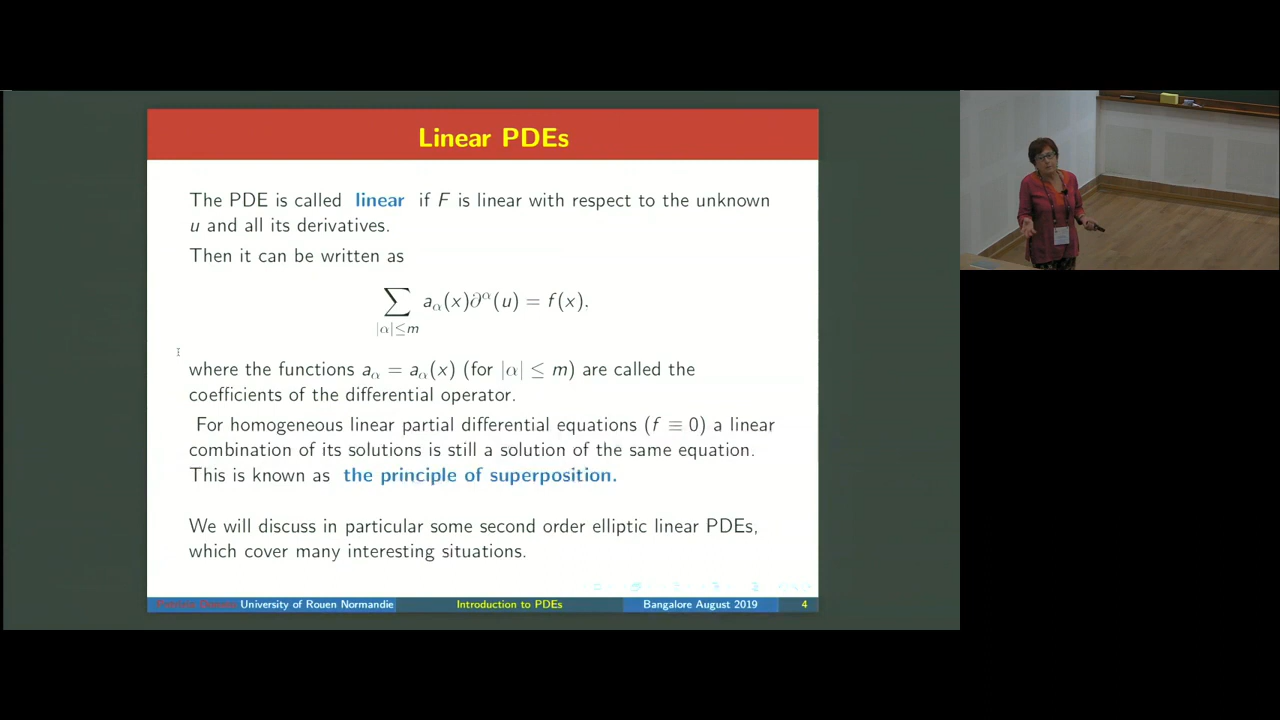 Linear PDEs
The PDE is called linear if F is linear with respect to the unknown
u and all its derivatives.
Then it can be written as
∑_{|α|≤m} a_α(x)∂^α(u) = f(x).
where the functions a_α = a_α(x) (for |α| ≤ m) are called the
coefficients of the differential operator.
For homogeneous linear partial differential equations (f ≡ 0) a linear
combination of its solutions is still a solution of the same equation.
This is known as the principle of superposition.
We will discuss in particular some second order elliptic linear PDEs,
which cover many interesting situations.
University of Rouen Normandie Introduction to PDEs Bangalore August 2019 4